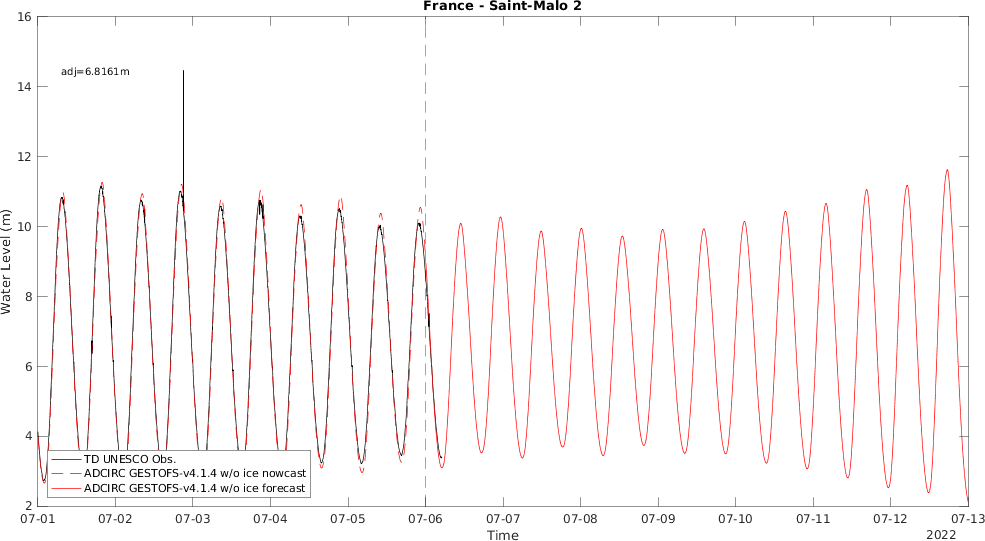 France - Saint-Malo 2
16
14
12
10
8
6
4
2
Water Level (m)
adj=6.8161m
TD UNESCO Obs.
ADCIRC GESTOFS-v4.1.4 w/o ice nowcast
ADCIRC GESTOFS-v4.1.4 w/o ice forecast
07-01 07-02 07-03 07-04 07-05 07-06 07-07 07-08 07-09 07-10 07-11 07-12 07-13
Time
2022